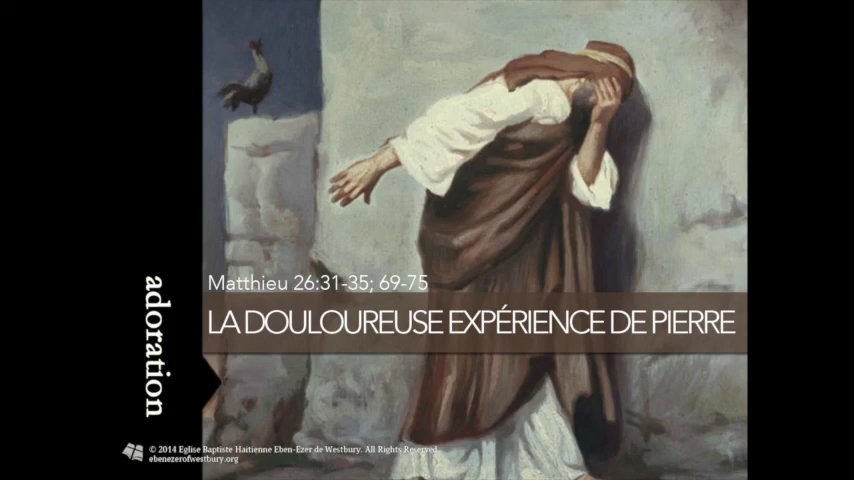 Matthieu 26:31-35; 69-75
LA DOULOUREUSE EXPÉRIENCE DE PIERRE
adoration
© 2014 Eglise Baptiste Haitienne Eben-Ezer de Westbury. All Rights Reserved.
ebenezerofwestbury.org